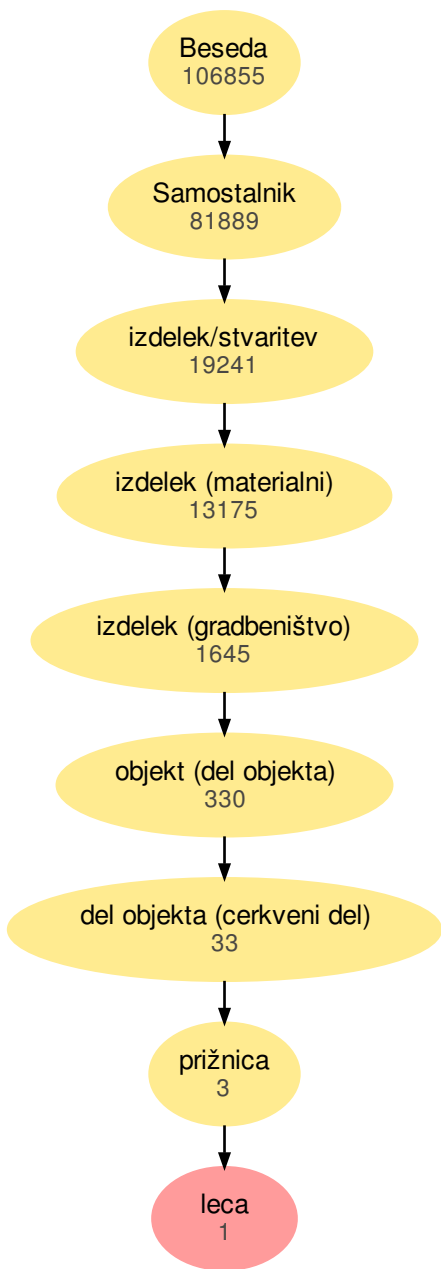 Beseda
106855
Samostalnik
81889
izdelek/stvaritev
19241
izdelek (materialni)
13175
izdelek (gradbeništvo)
1645
objekt (del objekta)
330
del objekta (cerkveni del)
33
prižnica
3
leca
1